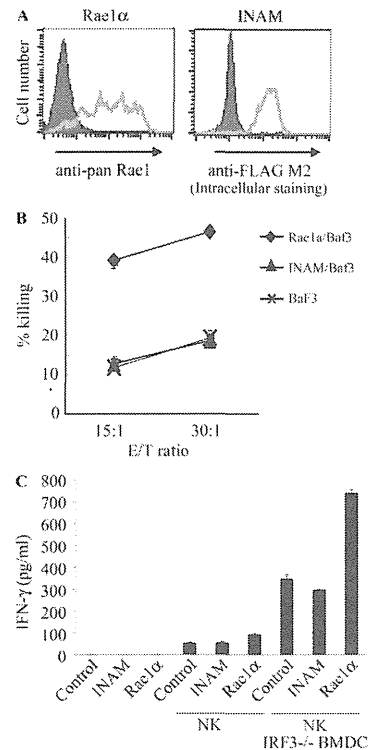 A
Rae1α
INAM
Cell number
anti-pan Rae1
anti-FLAG M2
(Intracellular staining)
B
50
40
30
20
10
0
% killing
15:1
30:1
E/T ratio
Rae1a/Baf3
INAM/Baf3
BaF3
C
800
700
600
500
400
300
200
100
0
IFN-γ (pg/ml)
Control
INAM
Rae1α
Control
INAM
Rae1α
Control
INAM
Rae1α
NK
NK
IRF3-/- BMDC